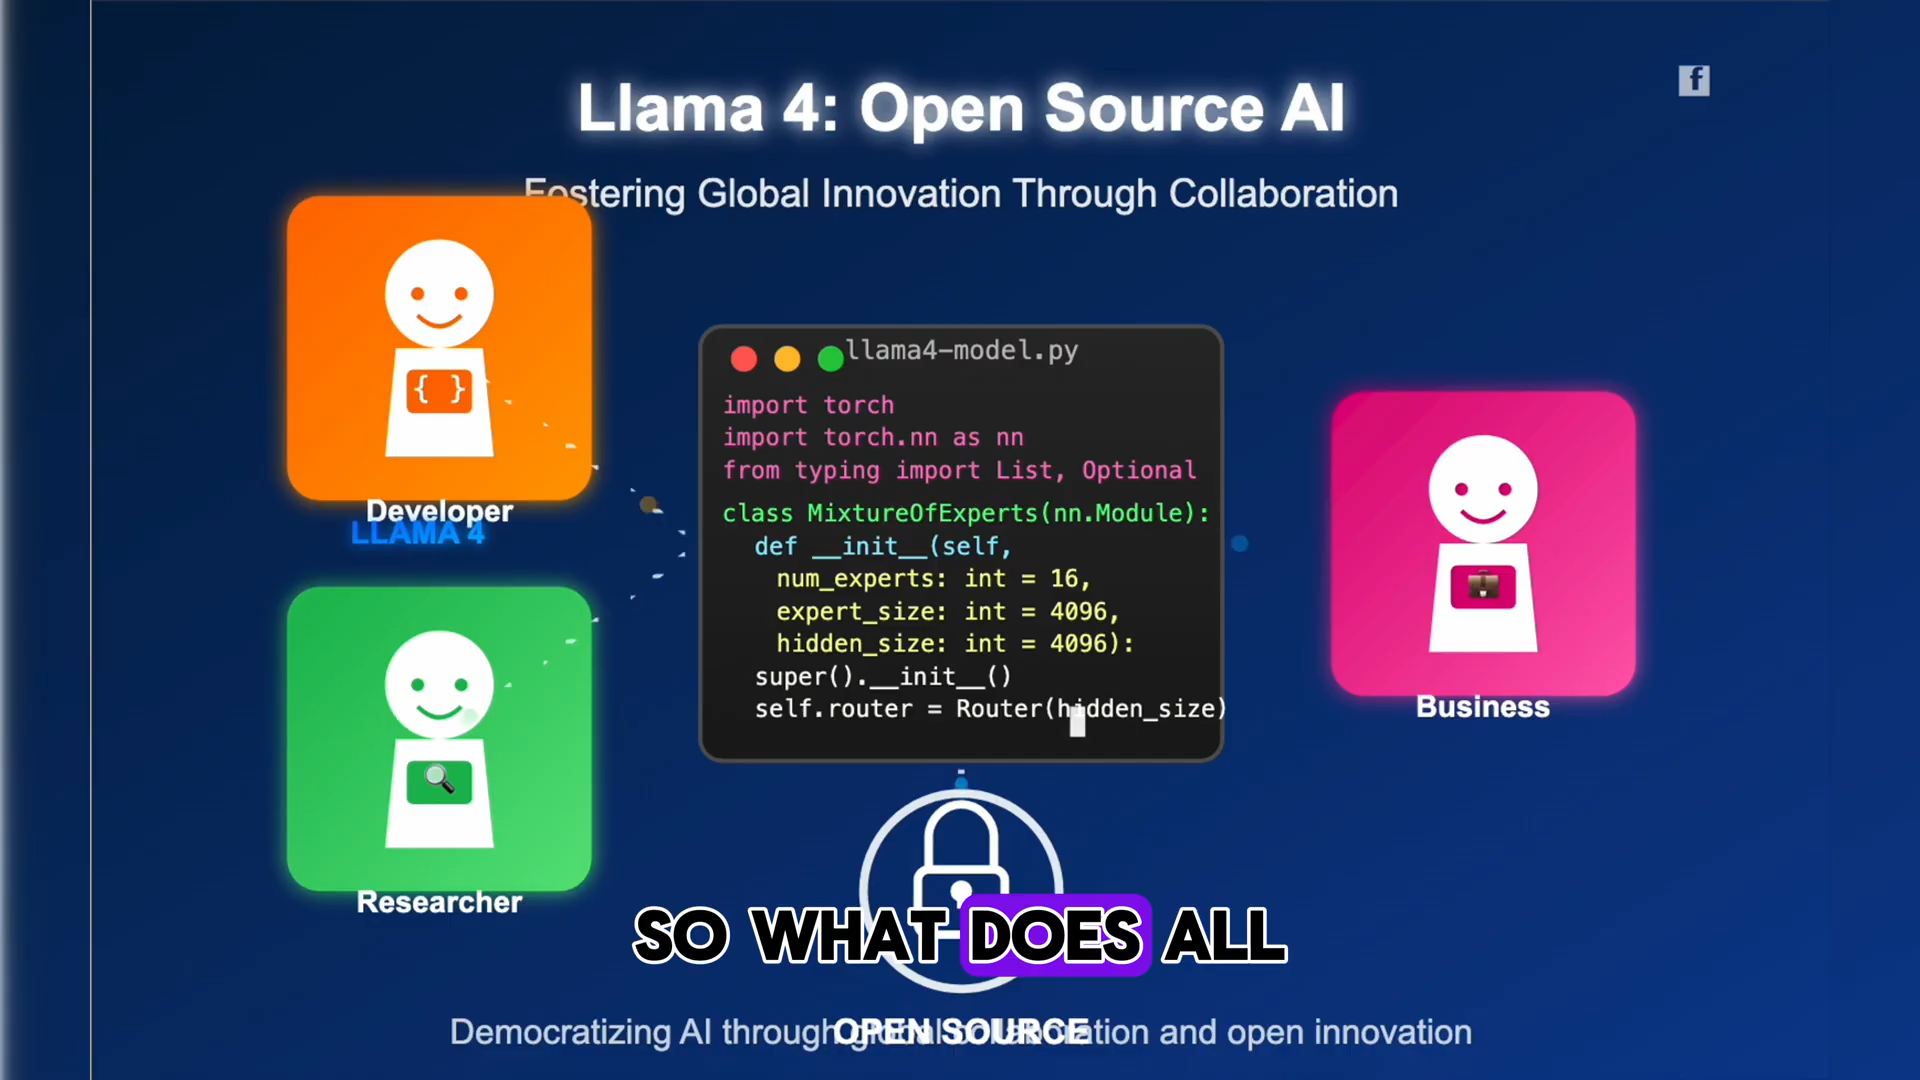 Llama 4: Open Source AI
f
Fostering Global Innovation Through Collaboration
{ }
Developer
LLAMA 4
Researcher
llama4-model.py
import torch
import torch.nn as nn
from typing import List, Optional
class MixtureOfExperts(nn.Module):
def __init__(self,
num_experts: int = 16,
expert_size: int = 4096,
hidden_size: int = 4096):
super().__init__()
self.router = Router(hidden_size)
Business
SO WHAT DOES ALL
OPEN SOURCE
Democratizing AI through global collaboration and open innovation